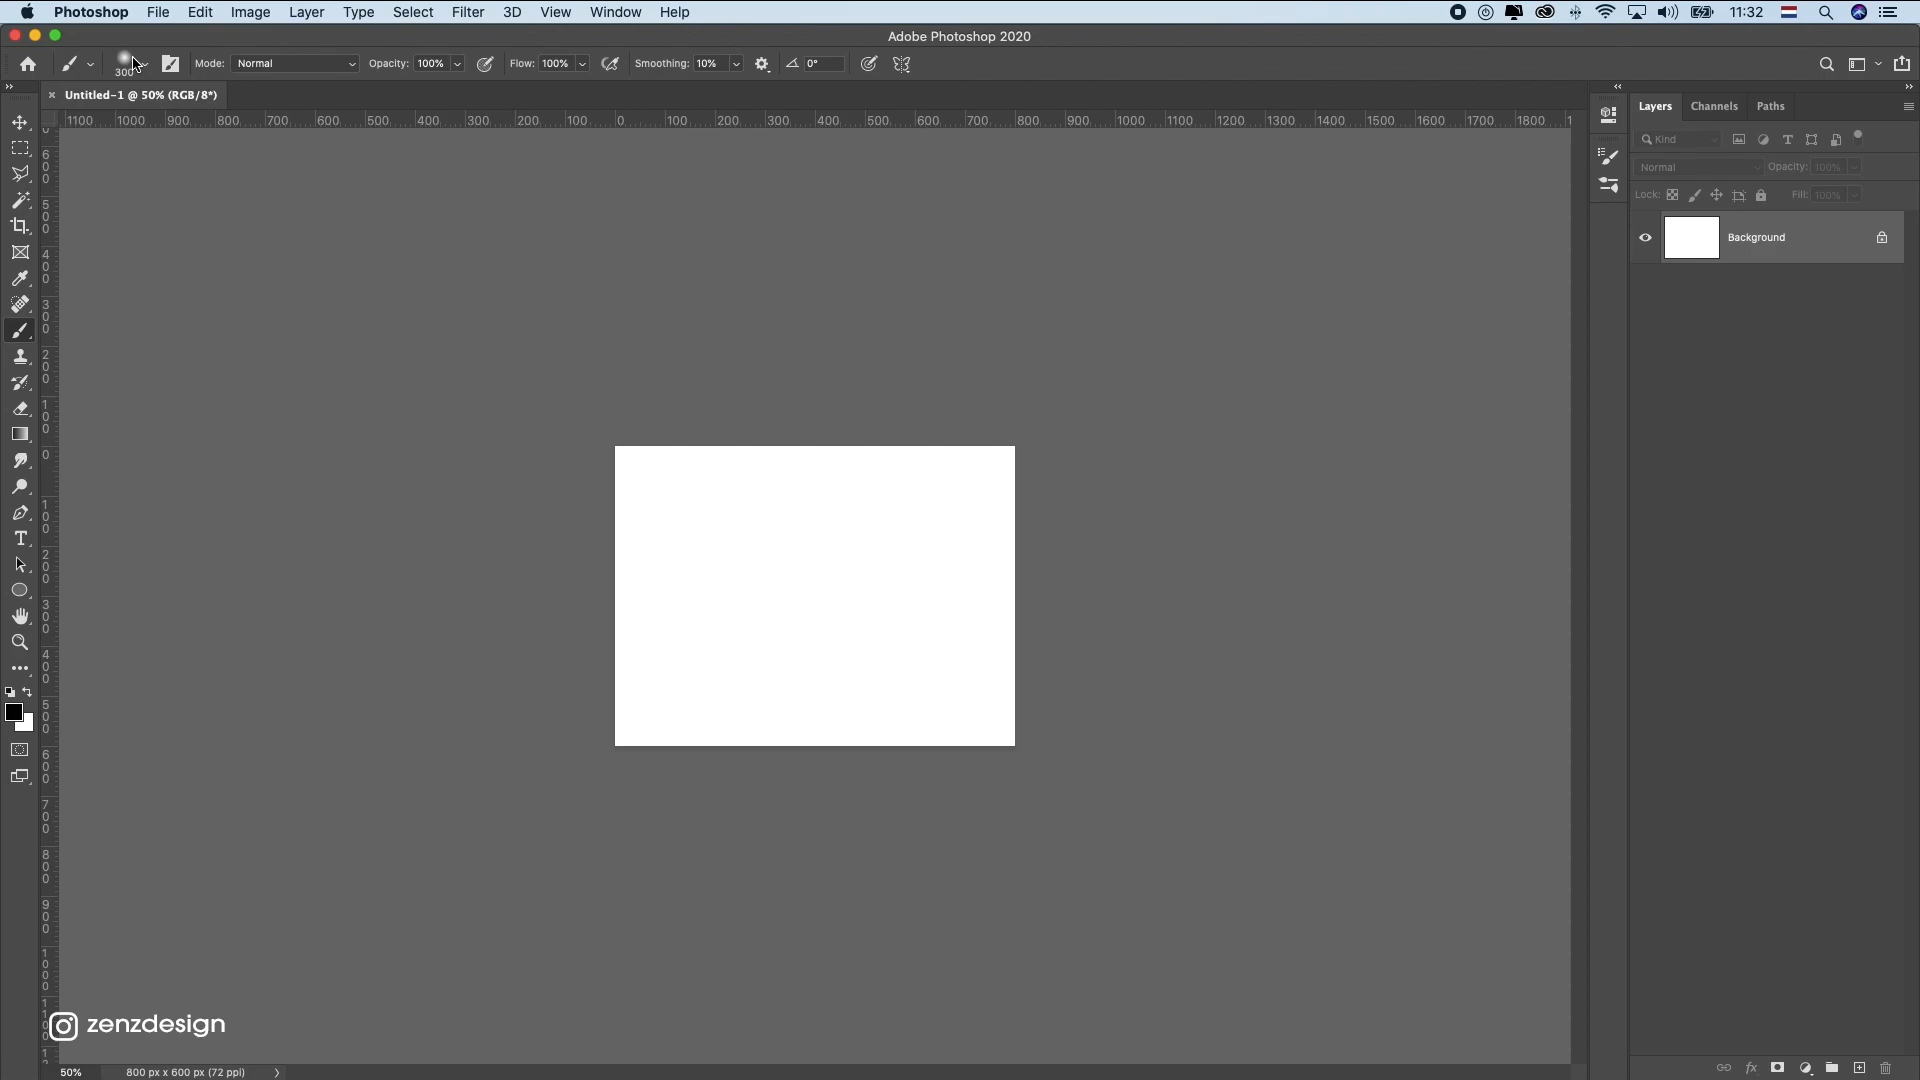 Photoshop File Edit Image Layer Type Select Filter 3D View Window Help 11:32
Adobe Photoshop 2020
300 Mode: Normal Opacity: 100% Flow: 100% Smoothing: 10% 0°
Untitled-1 @ 50% (RGB/8*)
Layers Channels Paths
1100 1000 900 800 700 600 500 400 300 200 100 0 100 200 300 400 500 600 700 800 900 1000 1100 1200 1300 1400 1500 1600 1700 1800
Kind
Normal Opacity: 100%
Lock: Fill: 100%
Background
600
500
400
300
200
100
0
100
200
300
400
500
600
700
800
900
1000
zenzdesign
50% 800 px x 600 px (72 ppi)